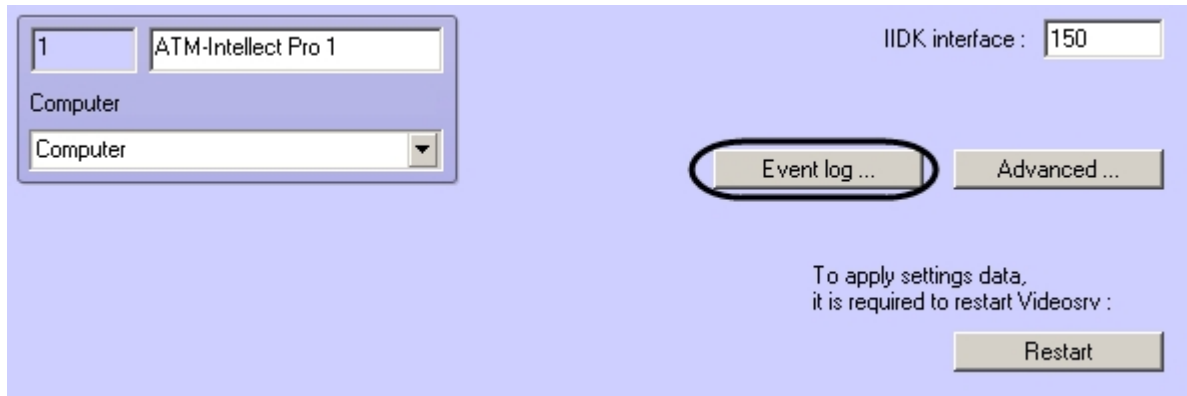 1
ATM-Intellect Pro 1
IIDK interface :
150
Computer
Computer
Event log ...
Advanced ...
To apply settings data,
it is required to restart Videosrv :
Restart